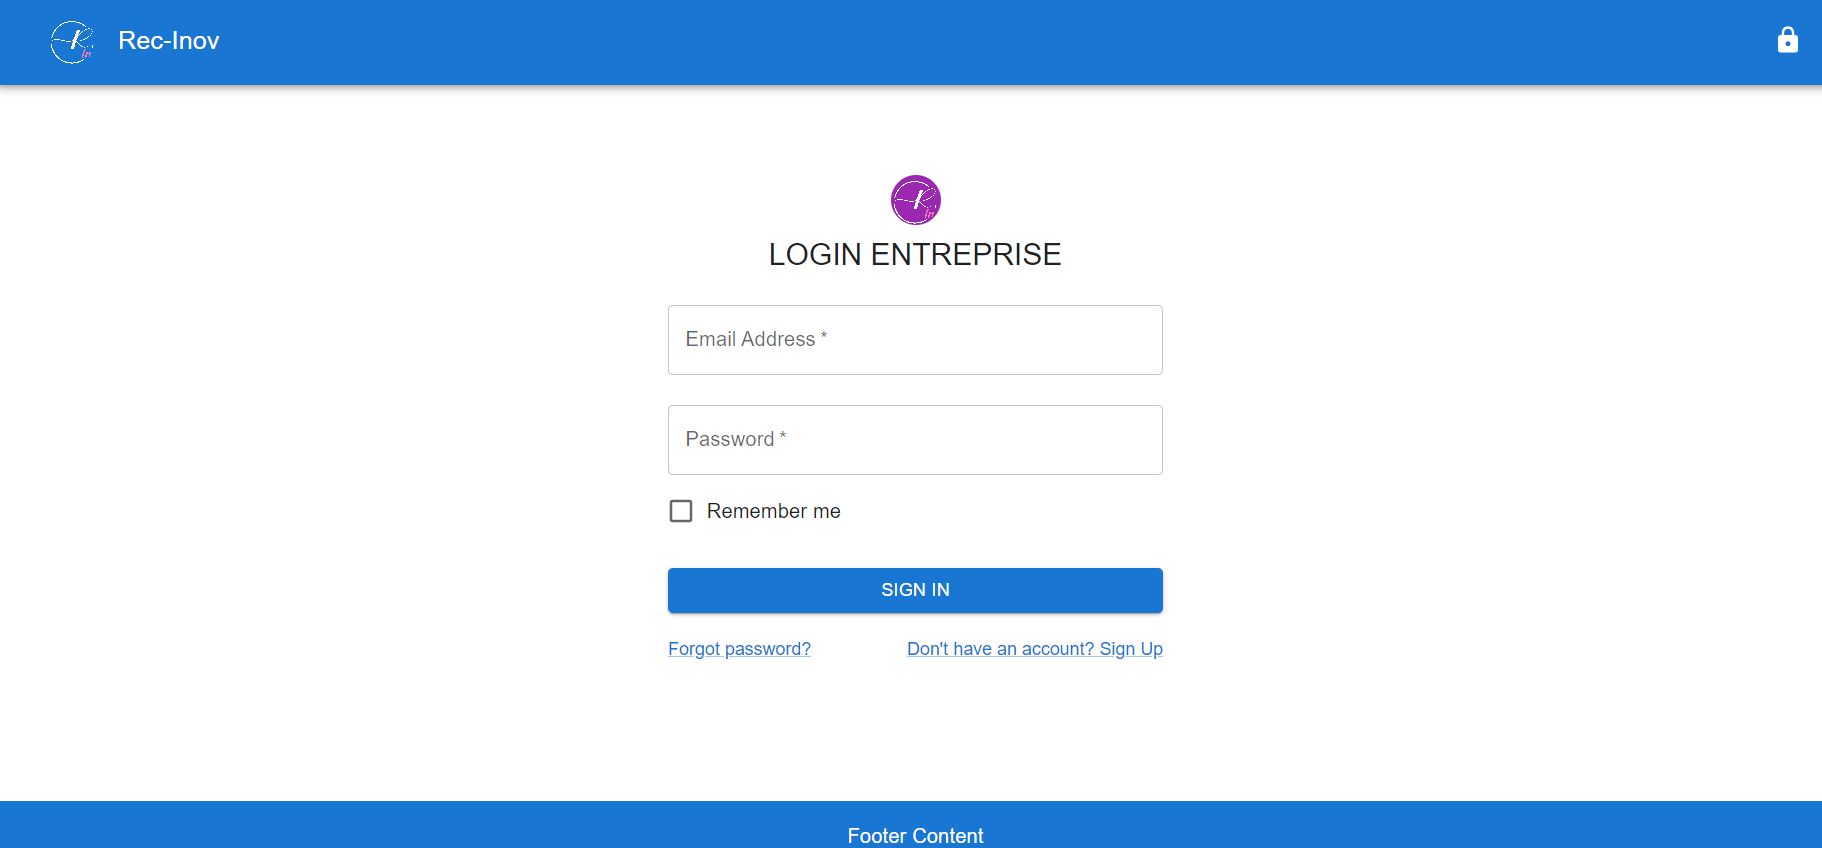 Rec-Inov
LOGIN ENTREPRISE
Email Address *
Password *
Remember me
SIGN IN
Forgot password?
Don't have an account? Sign Up
Footer Content